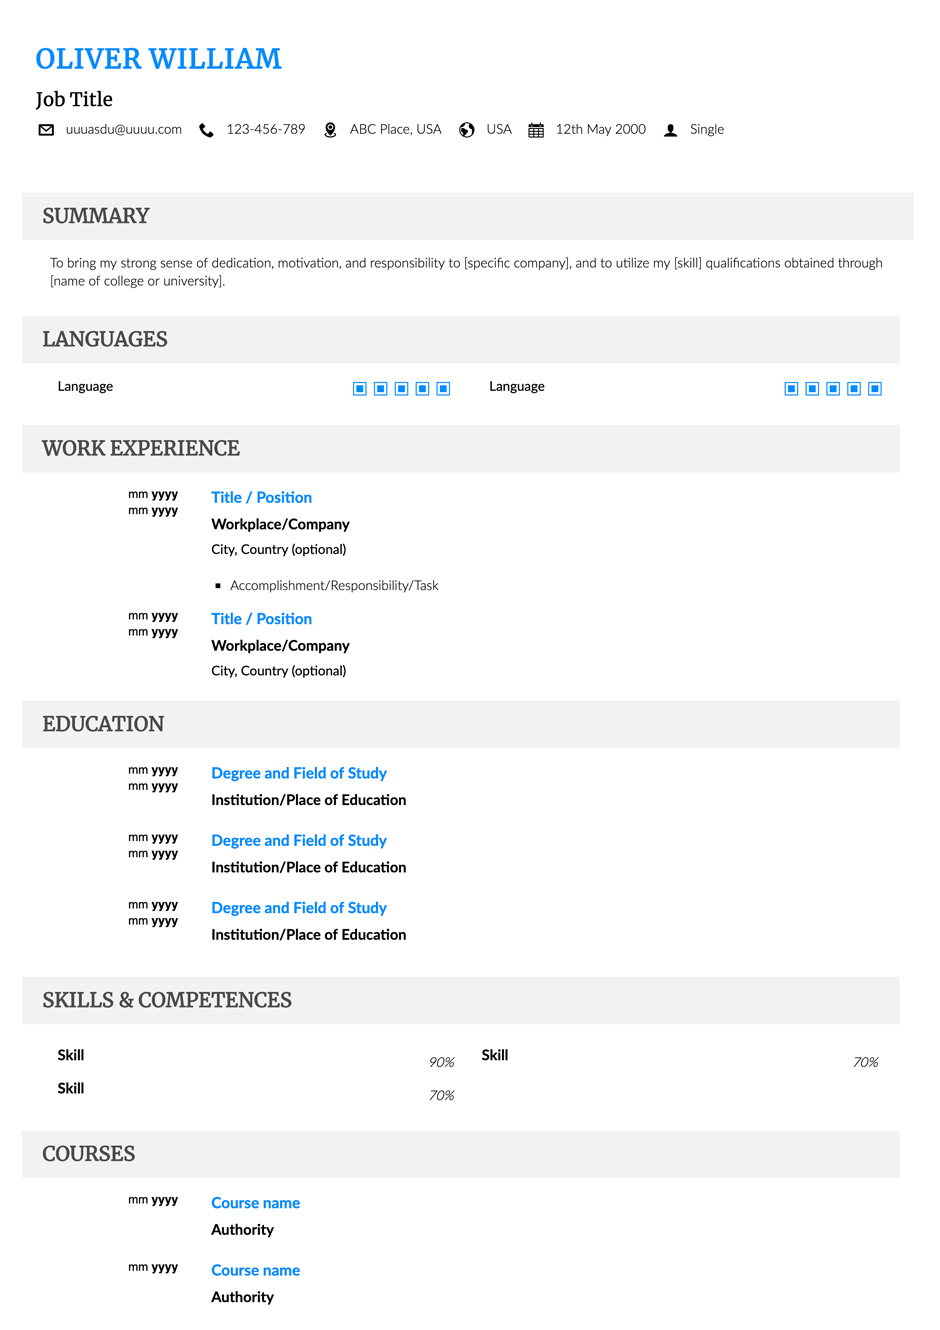 OLIVER WILLIAM
Job Title
uuuasdu@uuuu.com 123-456-789 ABC Place, USA USA 12th May 2000 Single
SUMMARY
To bring my strong sense of dedication, motivation, and responsibility to [specific company], and to utilize my [skill] qualifications obtained through
[name of college or university].
LANGUAGES
Language Language
WORK EXPERIENCE
mm yyyy Title / Position
mm yyyy
Workplace/Company
City, Country (optional)
Accomplishment/Responsibility/Task
mm yyyy Title / Position
mm yyyy
Workplace/Company
City, Country (optional)
EDUCATION
mm yyyy Degree and Field of Study
mm yyyy
Institution/Place of Education
mm yyyy Degree and Field of Study
mm yyyy
Institution/Place of Education
mm yyyy Degree and Field of Study
mm yyyy
Institution/Place of Education
SKILLS & COMPETENCES
Skill 90% Skill 70%
Skill 70%
COURSES
mm yyyy Course name
Authority
mm yyyy Course name
Authority